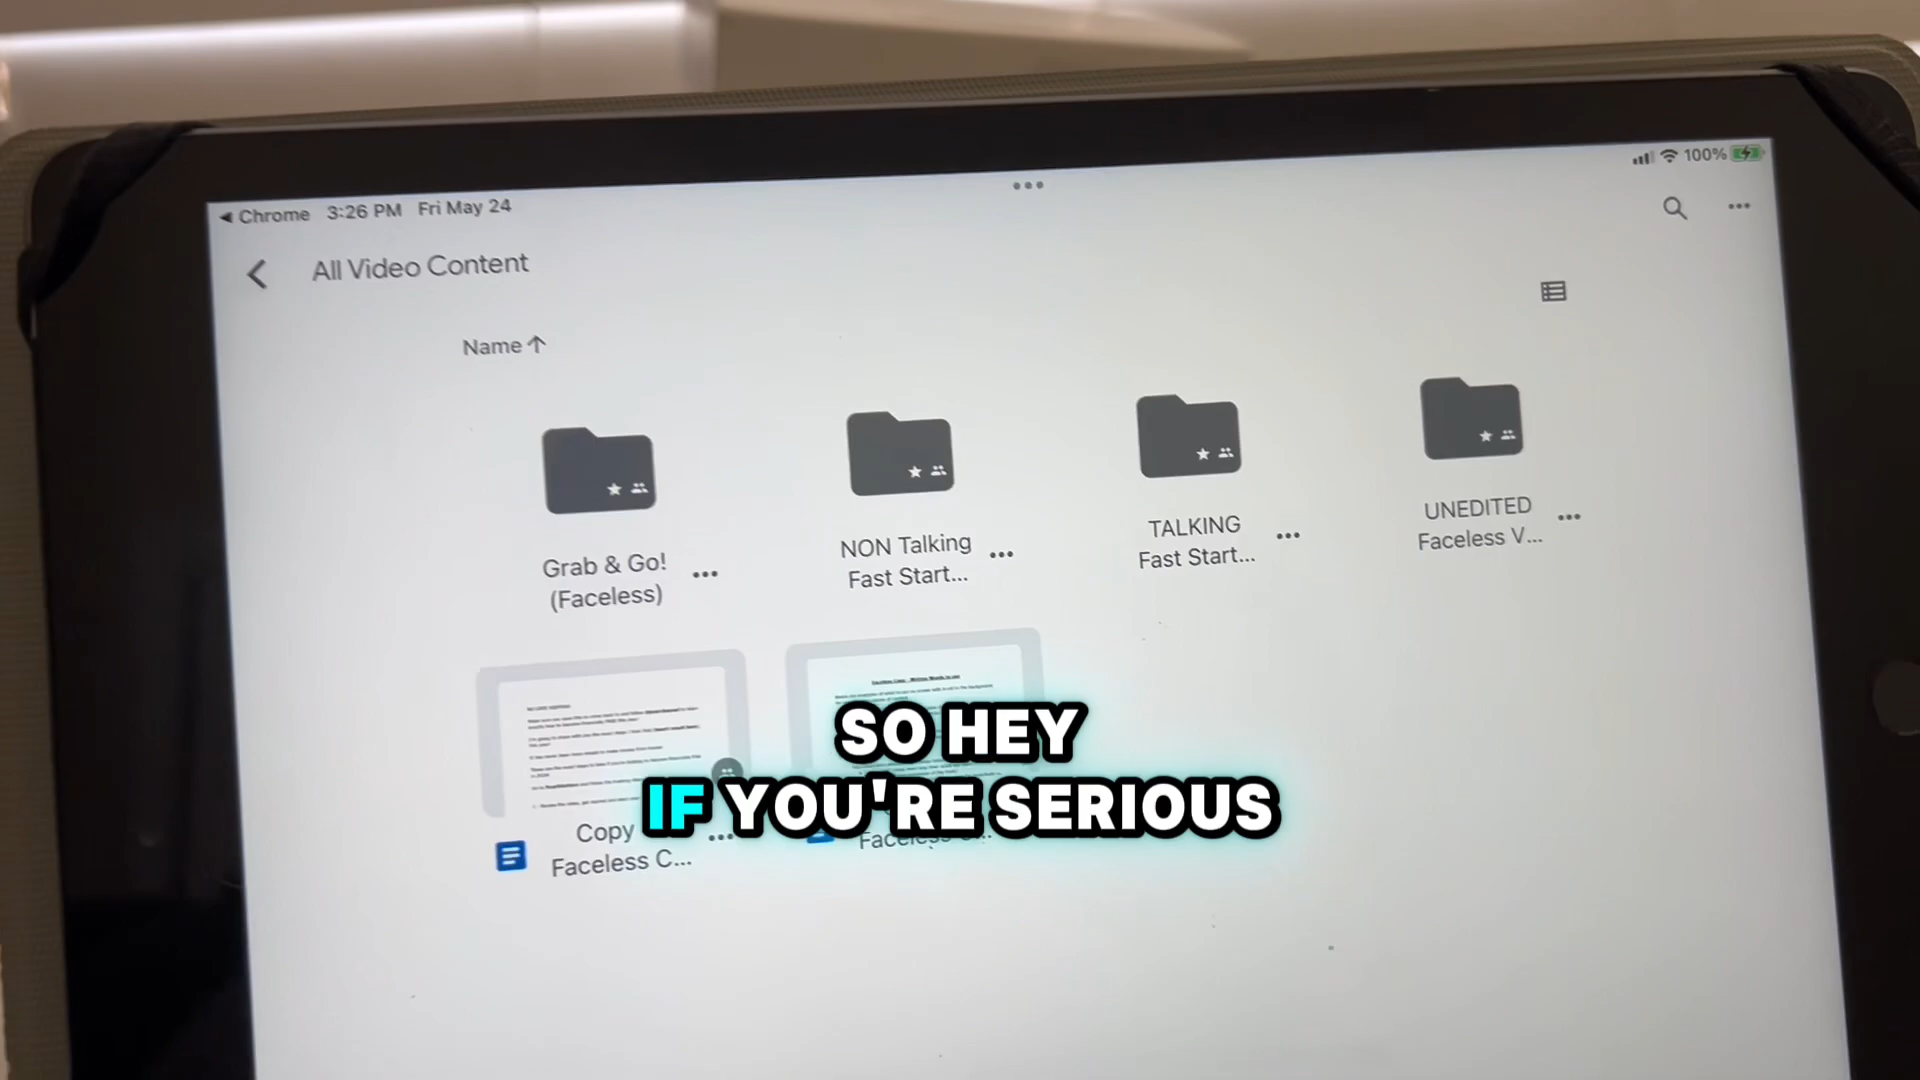 ◀ Chrome 3:26 PM Fri May 24
100%
All Video Content
Name ↑
Grab & Go!
(Faceless)
NON Talking
Fast Start...
TALKING
Fast Start...
UNEDITED
Faceless V...
SO HEY
IF YOU'RE SERIOUS
Copy
Faceless C...
Faceless C...